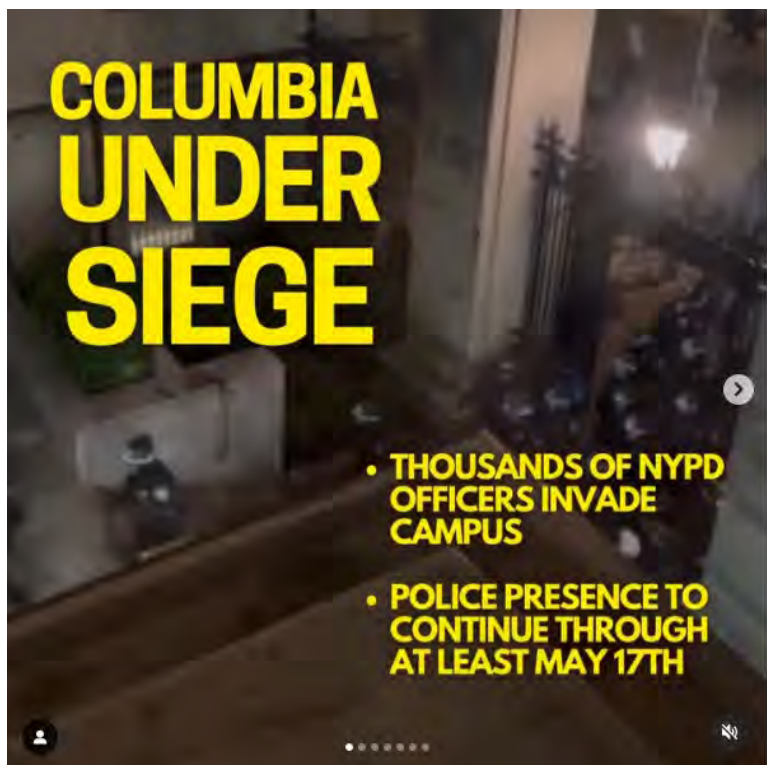 COLUMBIA
UNDER
SIEGE
• THOUSANDS OF NYPD
OFFICERS INVADE
CAMPUS
• POLICE PRESENCE TO
CONTINUE THROUGH
AT LEAST MAY 17TH